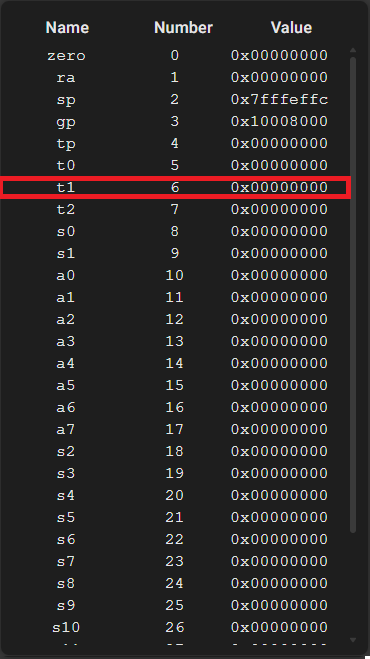 Name Number Value
zero 0 0x00000000
ra 1 0x00000000
sp 2 0x7fffeffc
gp 3 0x10008000
tp 4 0x00000000
t0 5 0x00000000
t1 6 0x00000000
t2 7 0x00000000
s0 8 0x00000000
s1 9 0x00000000
a0 10 0x00000000
a1 11 0x00000000
a2 12 0x00000000
a3 13 0x00000000
a4 14 0x00000000
a5 15 0x00000000
a6 16 0x00000000
a7 17 0x00000000
s2 18 0x00000000
s3 19 0x00000000
s4 20 0x00000000
s5 21 0x00000000
s6 22 0x00000000
s7 23 0x00000000
s8 24 0x00000000
s9 25 0x00000000
s10 26 0x00000000